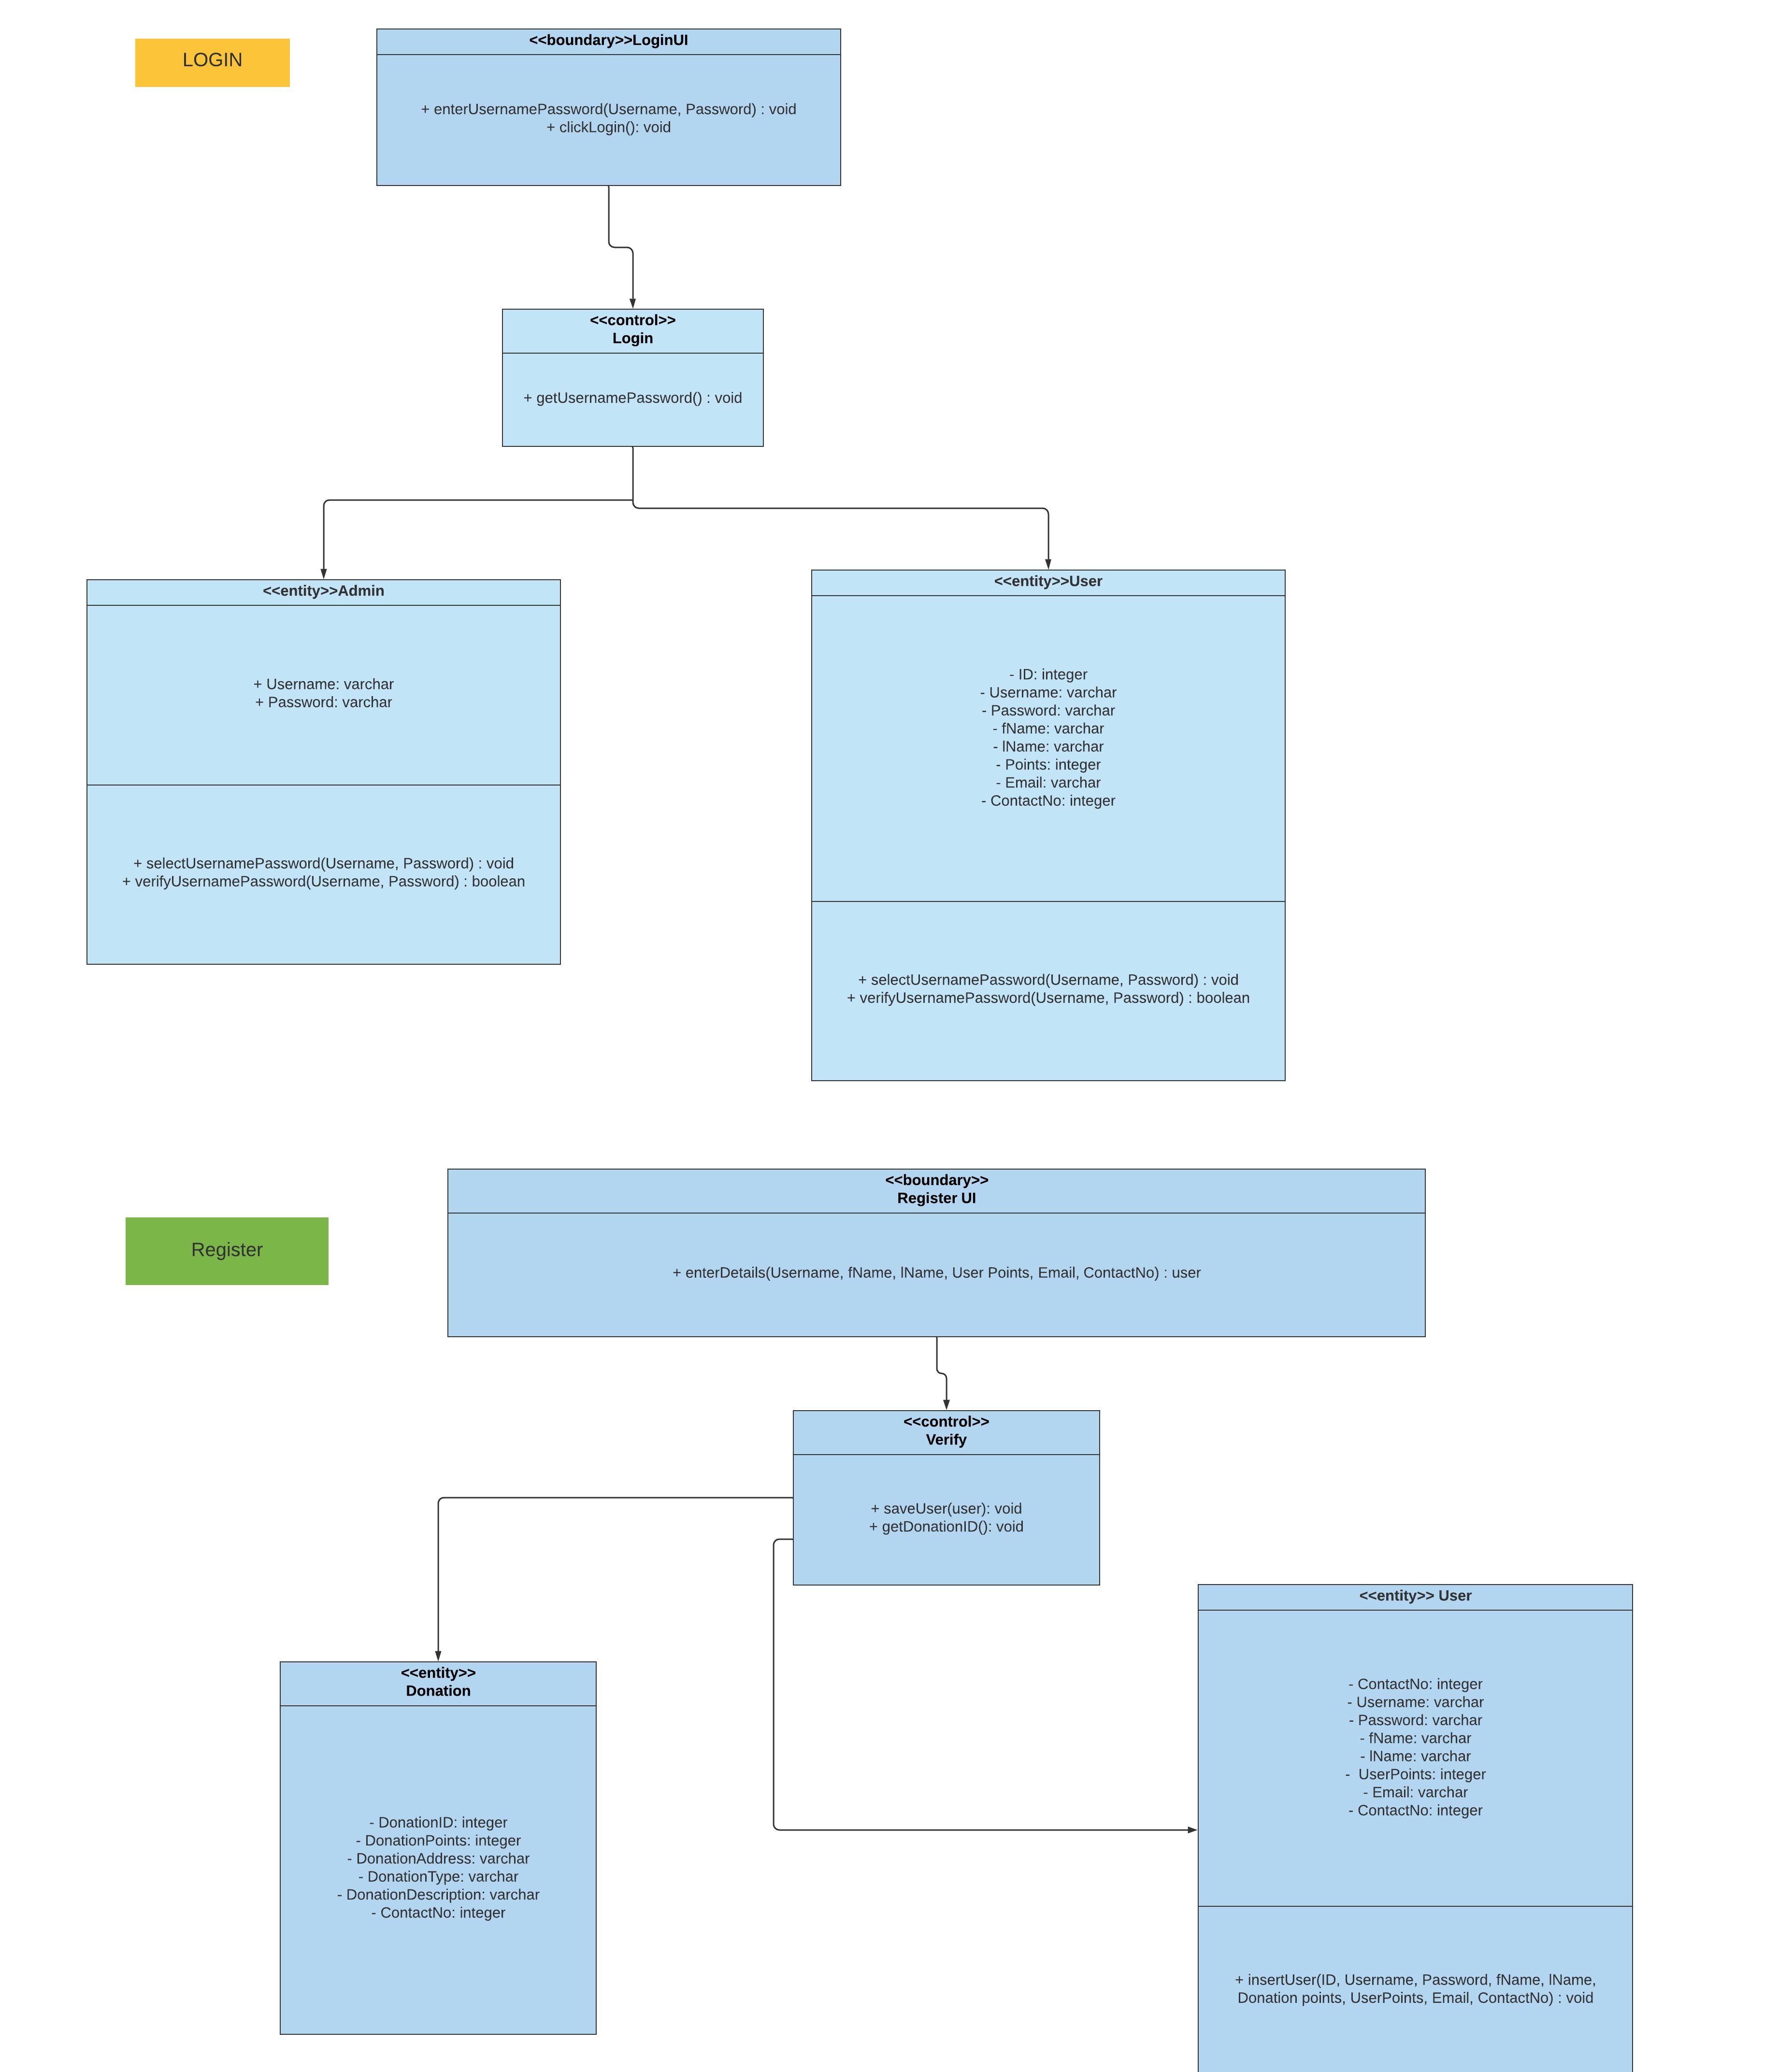 LOGIN
<<boundary>>LoginUI
+ enterUsernamePassword(Username, Password) : void
+ clickLogin(): void
<<control>>
Login
+ getUsernamePassword() : void
<<entity>>Admin
+ Username: varchar
+ Password: varchar
+ selectUsernamePassword(Username, Password) : void
+ verifyUsernamePassword(Username, Password) : boolean
<<entity>>User
- ID: integer
- Username: varchar
- Password: varchar
- fName: varchar
- lName: varchar
- Points: integer
- Email: varchar
- ContactNo: integer
+ selectUsernamePassword(Username, Password) : void
+ verifyUsernamePassword(Username, Password) : boolean
Register
<<boundary>>
Register UI
+ enterDetails(Username, fName, lName, User Points, Email, ContactNo) : user
<<control>>
Verify
+ saveUser(user): void
+ getDonationID(): void
<<entity>>
Donation
- DonationID: integer
- DonationPoints: integer
- DonationAddress: varchar
- DonationType: varchar
- DonationDescription: varchar
- ContactNo: integer
<<entity>> User
- ContactNo: integer
- Username: varchar
- Password: varchar
- fName: varchar
- lName: varchar
- UserPoints: integer
- Email: varchar
- ContactNo: integer
+ insertUser(ID, Username, Password, fName, lName,
Donation points, UserPoints, Email, ContactNo) : void